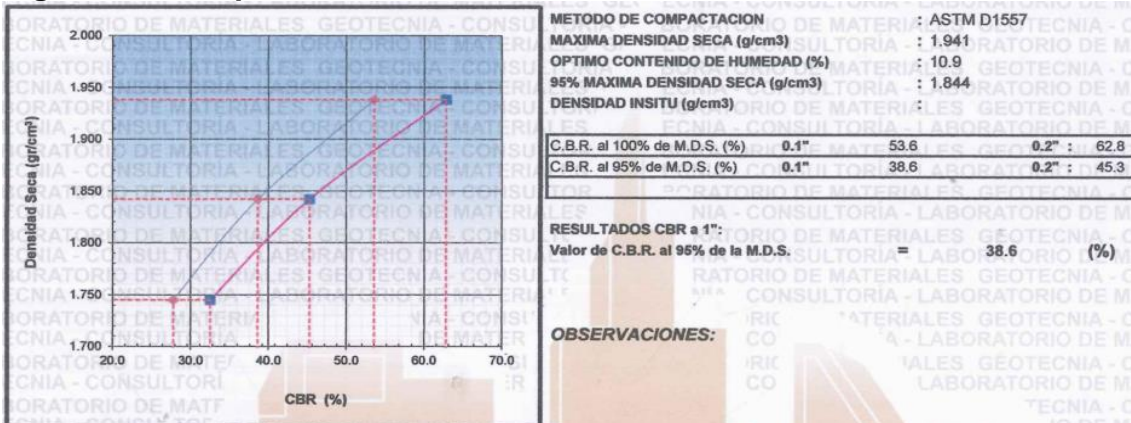 2.000
1.950
1.900
1.850
1.800
1.750
1.700
20.0 30.0 40.0 50.0 60.0 70.0
Densidad Seca (gr/cm³)
CBR (%)
METODO DE COMPACTACION : ASTM D1557
MAXIMA DENSIDAD SECA (g/cm3) : 1.941
OPTIMO CONTENIDO DE HUMEDAD (%) : 10.9
95% MAXIMA DENSIDAD SECA (g/cm3) : 1.844
DENSIDAD INSITU (g/cm3) :
C.B.R. al 100% de M.D.S. (%) 0.1" 53.6 0.2" : 62.8
C.B.R. al 95% de M.D.S. (%) 0.1" 38.6 0.2" : 45.3
RESULTADOS CBR a 1":
Valor de C.B.R. al 95% de la M.D.S. = 38.6 (%)
OBSERVACIONES: